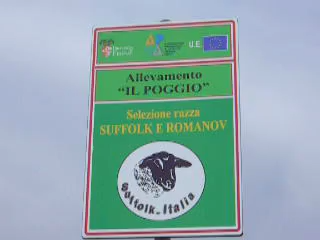 U.E.
Allevamento
“IL POGGIO”
Selezione razza
SUFFOLK E ROMANOV
Suffolk-Italia